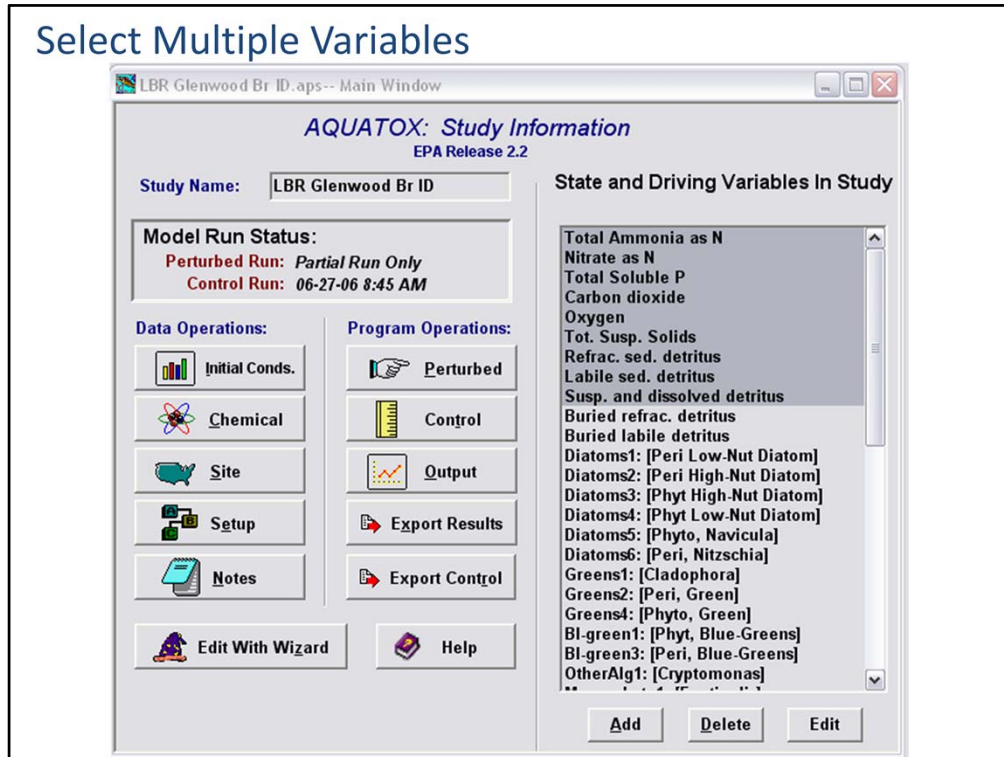 Select Multiple Variables
LBR Glenwood Br ID.aps-- Main Window
AQUATOX: Study Information
EPA Release 2.2
Study Name: LBR Glenwood Br ID
Model Run Status:
Perturbed Run: Partial Run Only
Control Run: 06-27-06 8:45 AM
Data Operations:
Initial Conds.
Chemical
Site
Setup
Notes
Program Operations:
Perturbed
Control
Output
Export Results
Export Control
Edit With Wizard
Help
State and Driving Variables In Study
Total Ammonia as N
Nitrate as N
Total Soluble P
Carbon dioxide
Oxygen
Tot. Susp. Solids
Refrac. sed. detritus
Labile sed. detritus
Susp. and dissolved detritus
Buried refrac. detritus
Buried labile detritus
Diatoms1: [Peri Low-Nut Diatom]
Diatoms2: [Peri High-Nut Diatom]
Diatoms3: [Phyt High-Nut Diatom]
Diatoms4: [Phyt Low-Nut Diatom]
Diatoms5: [Phyto, Navicula]
Diatoms6: [Peri, Nitzschia]
Greens1: [Cladophora]
Greens2: [Peri, Green]
Greens4: [Phyto, Green]
Bl-green1: [Phyt, Blue-Greens]
Bl-green3: [Peri, Blue-Greens]
OtherAlg1: [Cryptomonas]
Add
Delete
Edit